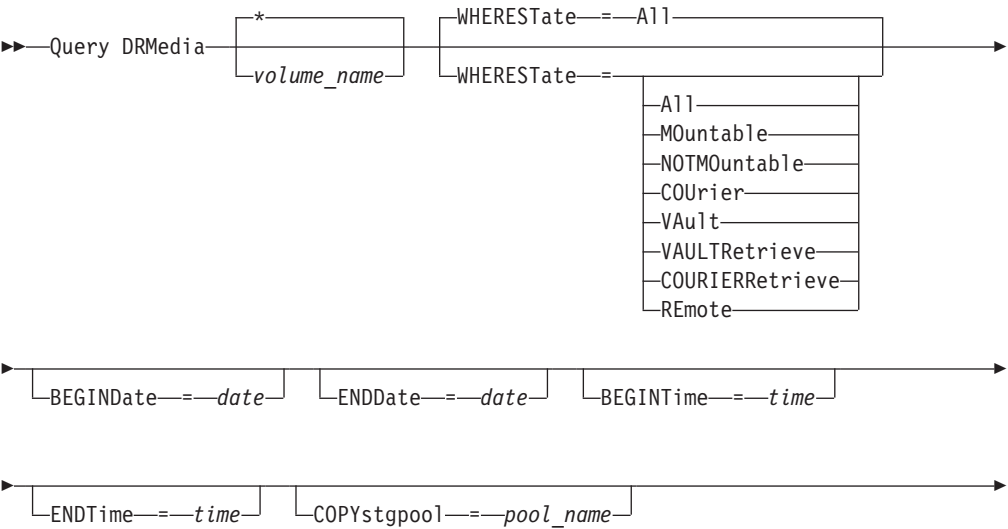 * WHERESTate = All
Query DRMedia
volume_name WHERESTate =
All
MOuntable
NOTMOuntable
COUrier
VAult
VAULTRetrieve
COURIERRetrieve
REmote
BEGINDate = date ENDDate = date BEGINTime = time
ENDTime = time COPYstgpool = pool_name